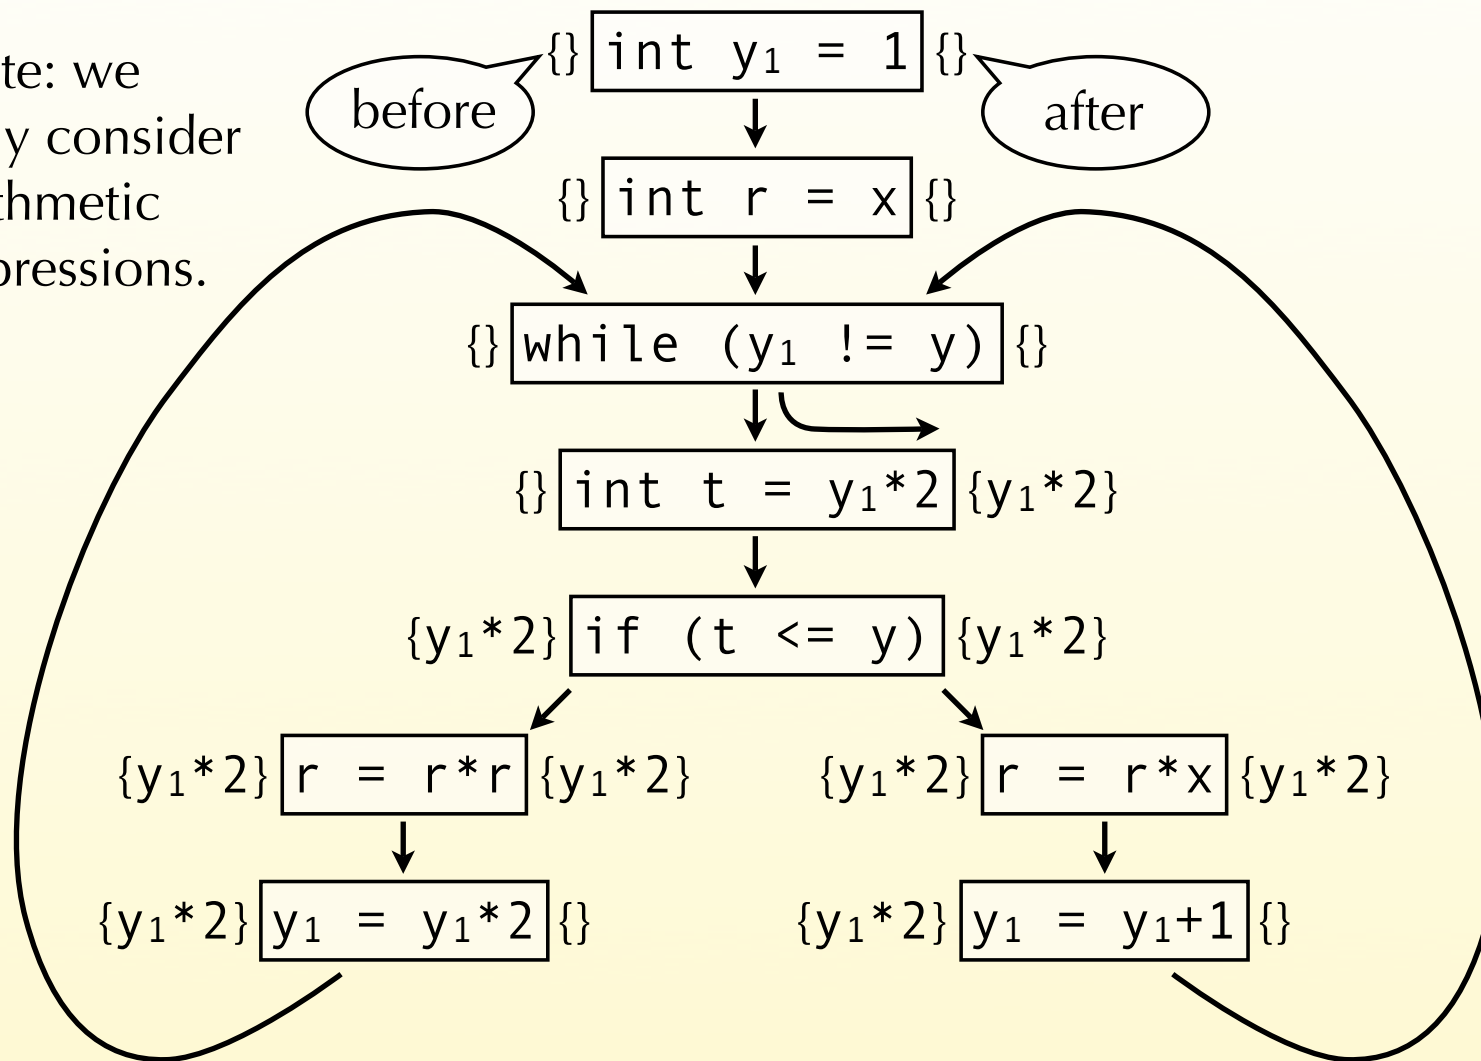 {} int y₁ = 1 {}
te: we
before
after
y consider
{} int r = x {}
thmetic
pressions.
{} while (y₁ != y) {}
{} int t = y₁*2 {y₁*2}
{y₁*2} if (t <= y) {y₁*2}
{y₁*2} r = r*r {y₁*2}
{y₁*2} r = r*x {y₁*2}
{y₁*2} y₁ = y₁*2 {}
{y₁*2} y₁ = y₁+1 {}